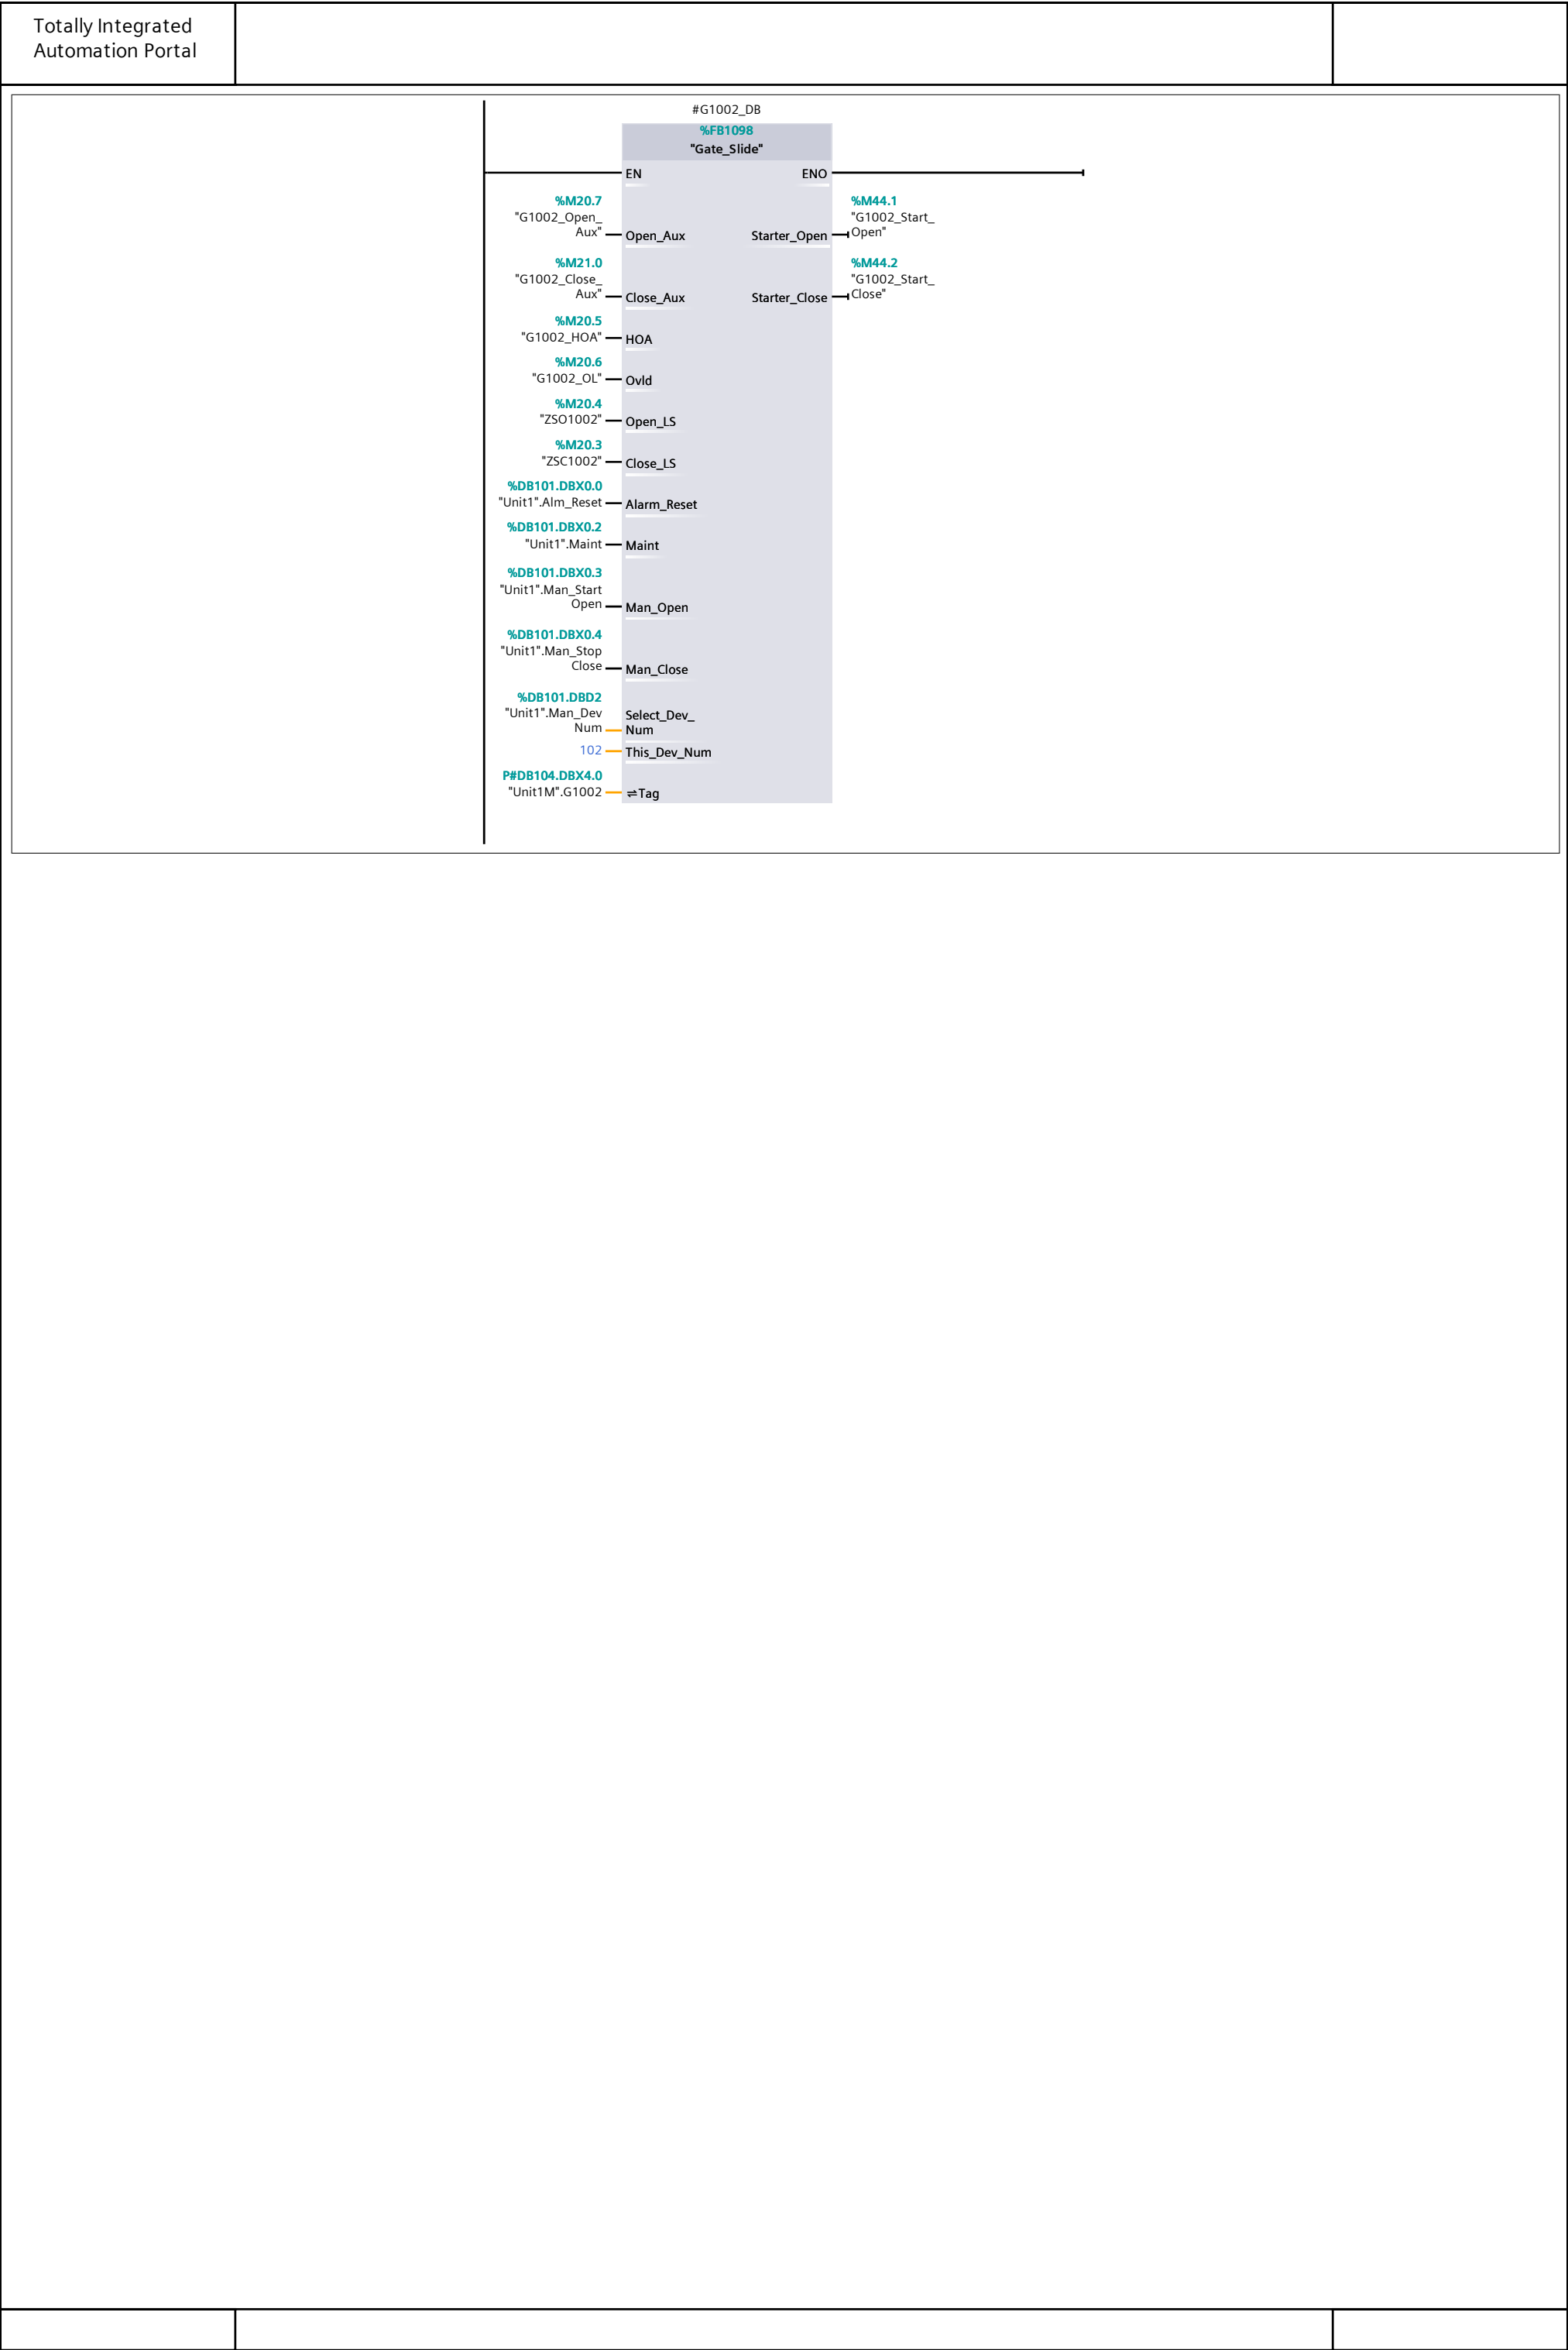 Totally Integrated
Automation Portal
#G1002_DB
%FB1098
"Gate_Slide"
EN
ENO
%M20.7
"G1002_Open_
Aux"
Open_Aux
Starter_Open
%M44.1
"G1002_Start_
Open"
%M21.0
"G1002_Close_
Aux"
Close_Aux
Starter_Close
%M44.2
"G1002_Start_
Close"
%M20.5
"G1002_HOA"
HOA
%M20.6
"G1002_OL"
Ovld
%M20.4
"ZSO1002"
Open_LS
%M20.3
"ZSC1002"
Close_LS
%DB101.DBX0.0
"Unit1".Alm_Reset
Alarm_Reset
%DB101.DBX0.2
"Unit1".Maint
Maint
%DB101.DBX0.3
"Unit1".Man_Start
Open
Man_Open
%DB101.DBX0.4
"Unit1".Man_Stop
Close
Man_Close
%DB101.DBD2
"Unit1".Man_Dev
Num
Select_Dev_
Num
102
This_Dev_Num
P#DB104.DBX4.0
"Unit1M".G1002
⇌Tag